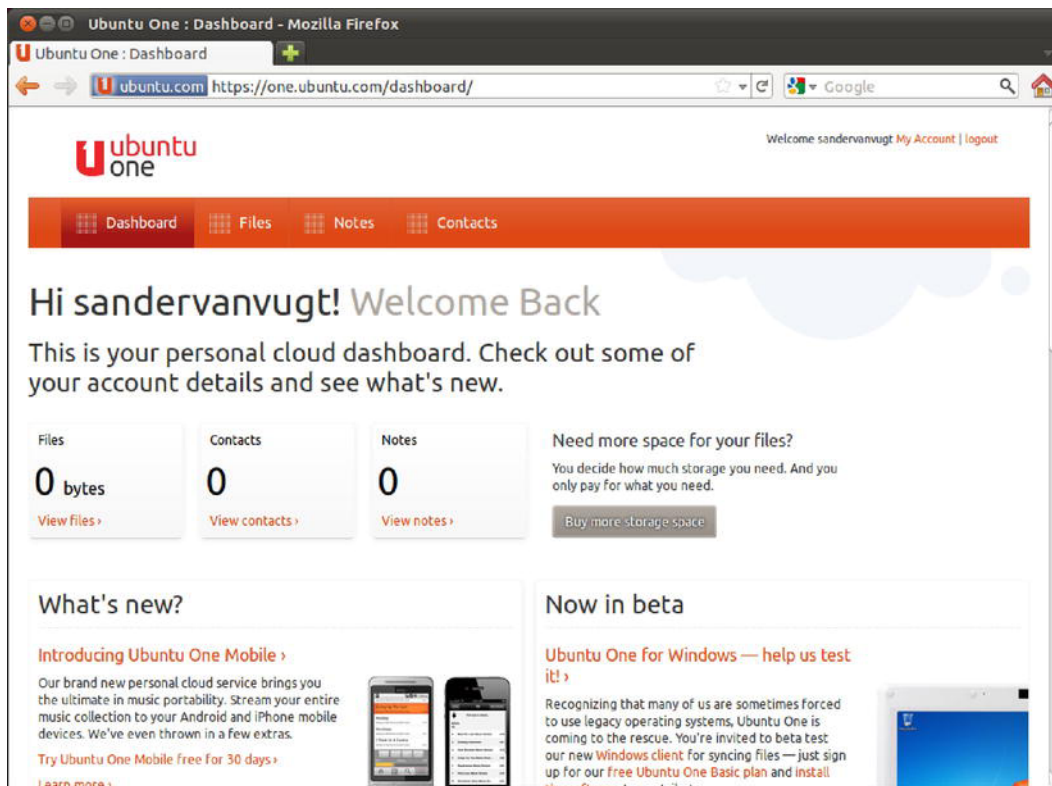 Ubuntu One : Dashboard - Mozilla Firefox
Ubuntu One : Dashboard
ubuntu.com https://one.ubuntu.com/dashboard/
Google
ubuntu
one
Welcome sandervanvugt My Account | logout
Dashboard Files Notes Contacts
Hi sandervanvugt! Welcome Back
This is your personal cloud dashboard. Check out some of
your account details and see what's new.
Files
0 bytes
View files ›
Contacts
0
View contacts ›
Notes
0
View notes ›
Need more space for your files?
You decide how much storage you need. And you
only pay for what you need.
Buy more storage space
What's new?
Introducing Ubuntu One Mobile ›
Our brand new personal cloud service brings you
the ultimate in music portability. Stream your entire
music collection to your Android and iPhone mobile
devices. We've even thrown in a few extras.
Try Ubuntu One Mobile free for 30 days ›
Learn more ›
Now in beta
Ubuntu One for Windows — help us test
it! ›
Recognizing that many of us are sometimes forced
to use legacy operating systems, Ubuntu One is
coming to the rescue. You're invited to beta test
our new Windows client for syncing files — just sign
up for our free Ubuntu One Basic plan and install